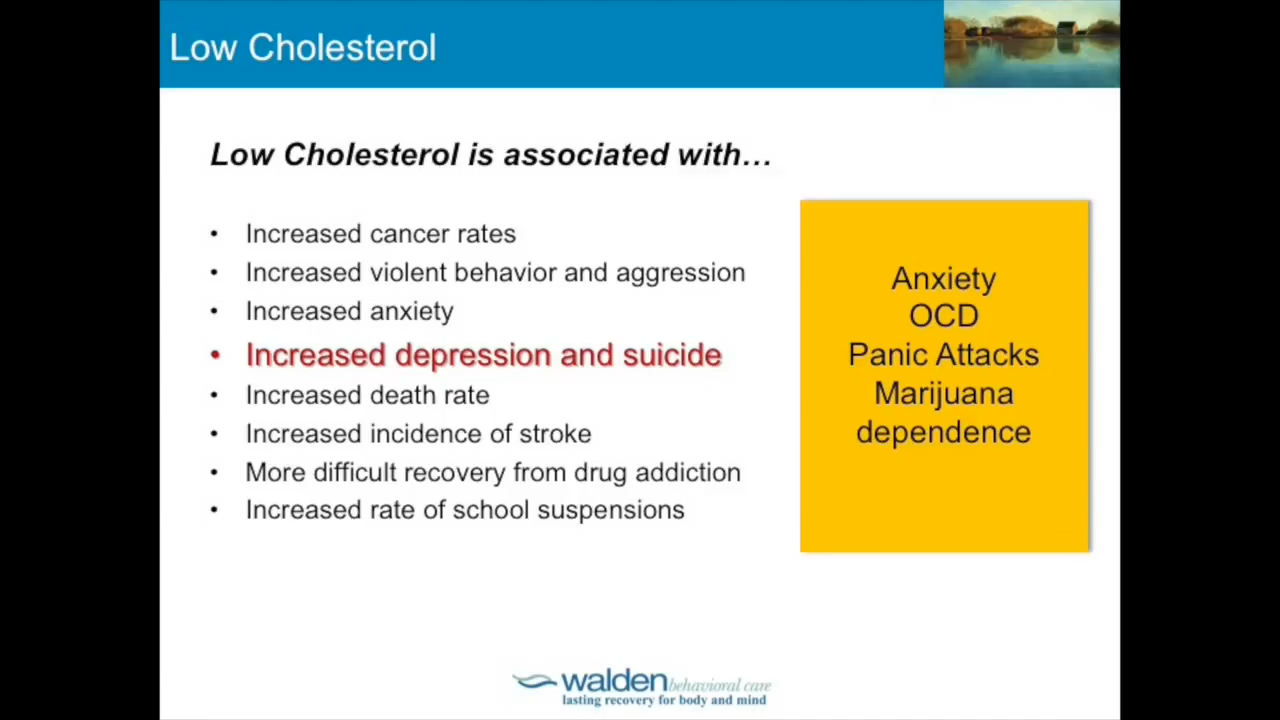 Low Cholesterol
Low Cholesterol is associated with…
• Increased cancer rates
• Increased violent behavior and aggression
• Increased anxiety
• Increased depression and suicide
• Increased death rate
• Increased incidence of stroke
• More difficult recovery from drug addiction
• Increased rate of school suspensions
Anxiety
OCD
Panic Attacks
Marijuana
dependence
walden behavioral care
lasting recovery for body and mind